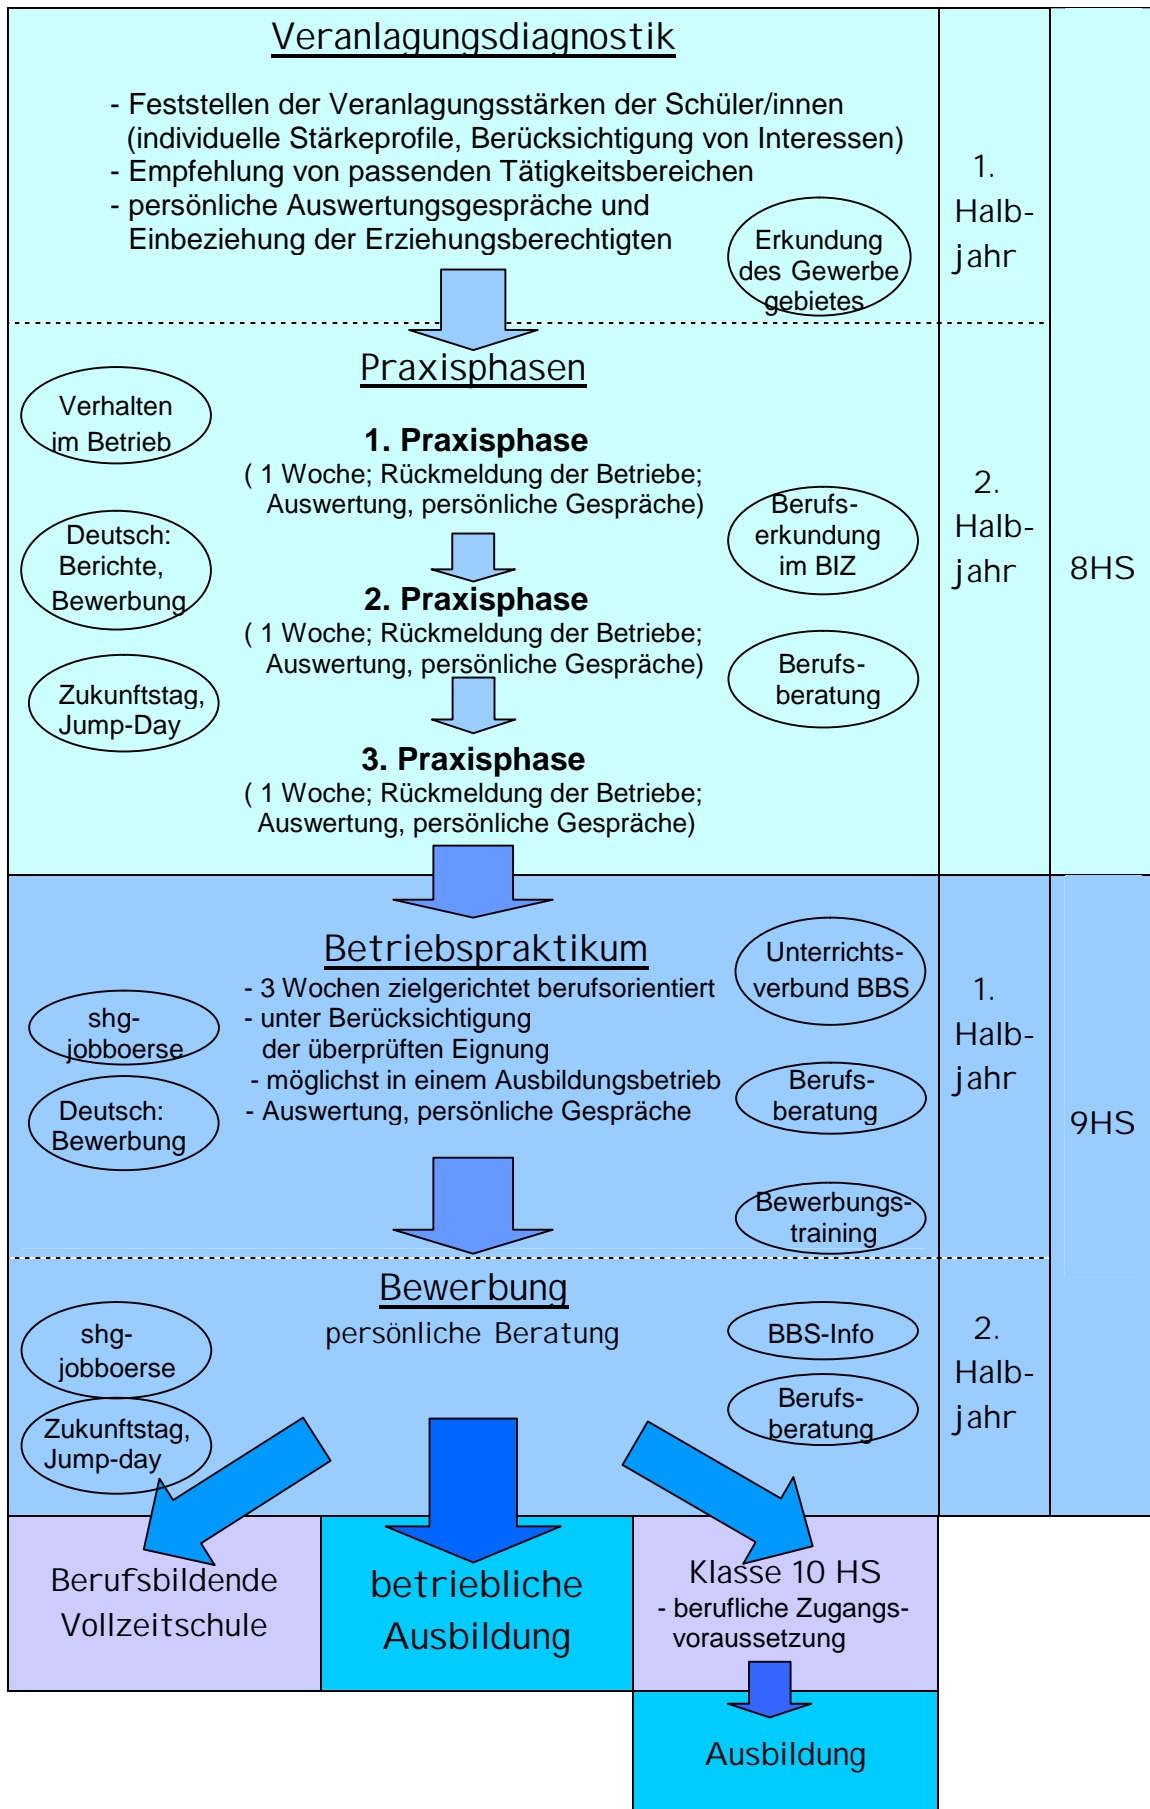 Veranlagungsdiagnostik
- Feststellen der Veranlagungsstärken der Schüler/innen
(individuelle Stärkeprofile, Berücksichtigung von Interessen)
- Empfehlung von passenden Tätigkeitsbereichen
- persönliche Auswertungsgespräche und
Einbeziehung der Erziehungsberechtigten
Erkundung
des Gewerbe
gebietes
1.
Halb-
jahr
Praxisphasen
Verhalten
im Betrieb
1. Praxisphase
( 1 Woche; Rückmeldung der Betriebe;
Auswertung, persönliche Gespräche)
Deutsch:
Berichte,
Bewerbung
Berufs-
erkundung
im BIZ
2. Praxisphase
( 1 Woche; Rückmeldung der Betriebe;
Auswertung, persönliche Gespräche)
Zukunftstag,
Jump-Day
Berufs-
beratung
3. Praxisphase
( 1 Woche; Rückmeldung der Betriebe;
Auswertung, persönliche Gespräche)
2.
Halb-
jahr
8HS
Betriebspraktikum
- 3 Wochen zielgerichtet berufsorientiert
- unter Berücksichtigung
der überprüften Eignung
- möglichst in einem Ausbildungsbetrieb
- Auswertung, persönliche Gespräche
shg-
jobboerse
Deutsch:
Bewerbung
Unterrichts-
verbund BBS
Berufs-
beratung
Bewerbungs-
training
1.
Halb-
jahr
9HS
Bewerbung
persönliche Beratung
shg-
jobboerse
Zukunftstag,
Jump-day
BBS-Info
Berufs-
beratung
2.
Halb-
jahr
Berufsbildende
Vollzeitschule
betriebliche
Ausbildung
Klasse 10 HS
- berufliche Zugangs-
voraussetzung
Ausbildung